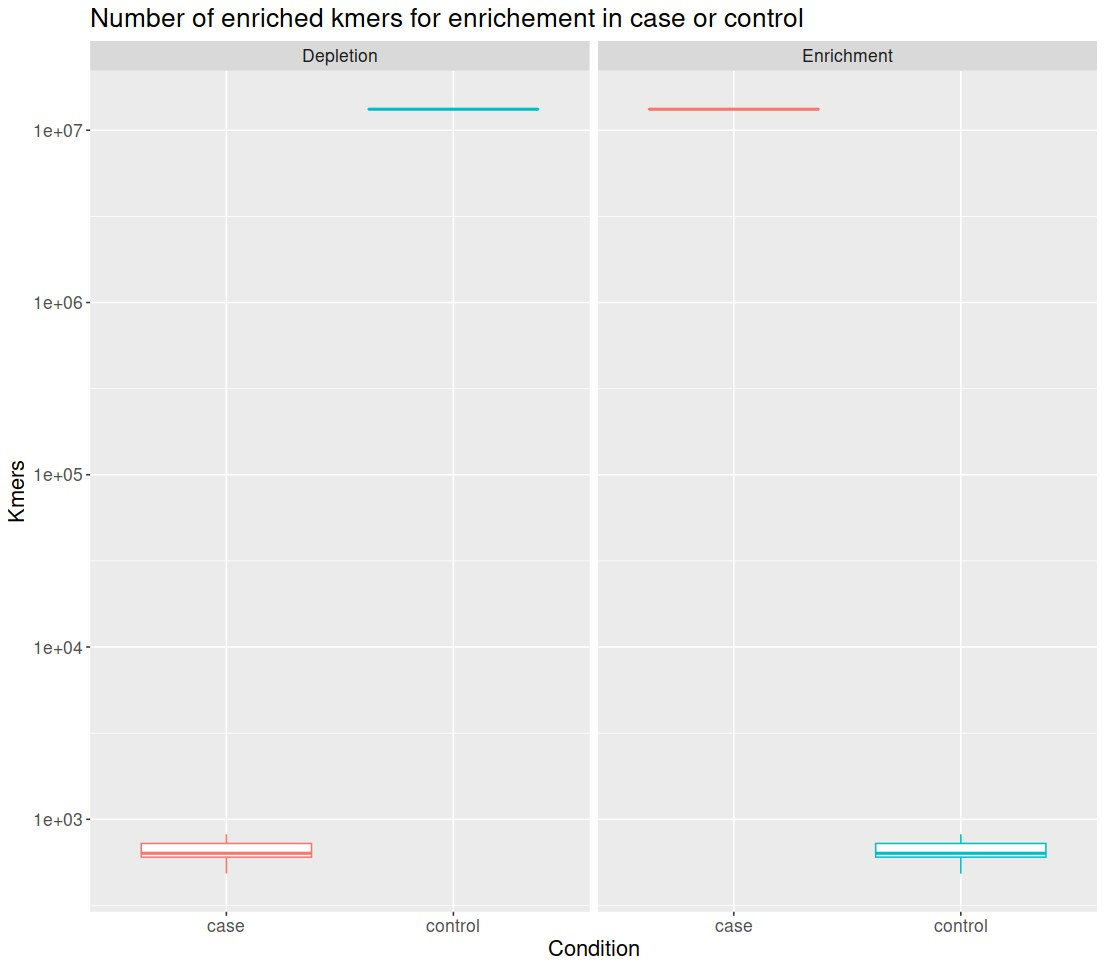 Number of enriched kmers for enrichement in case or control
Depletion
Enrichment
1e+07
1e+06
1e+05
1e+04
1e+03
Kmers
case
control
case
control
Condition